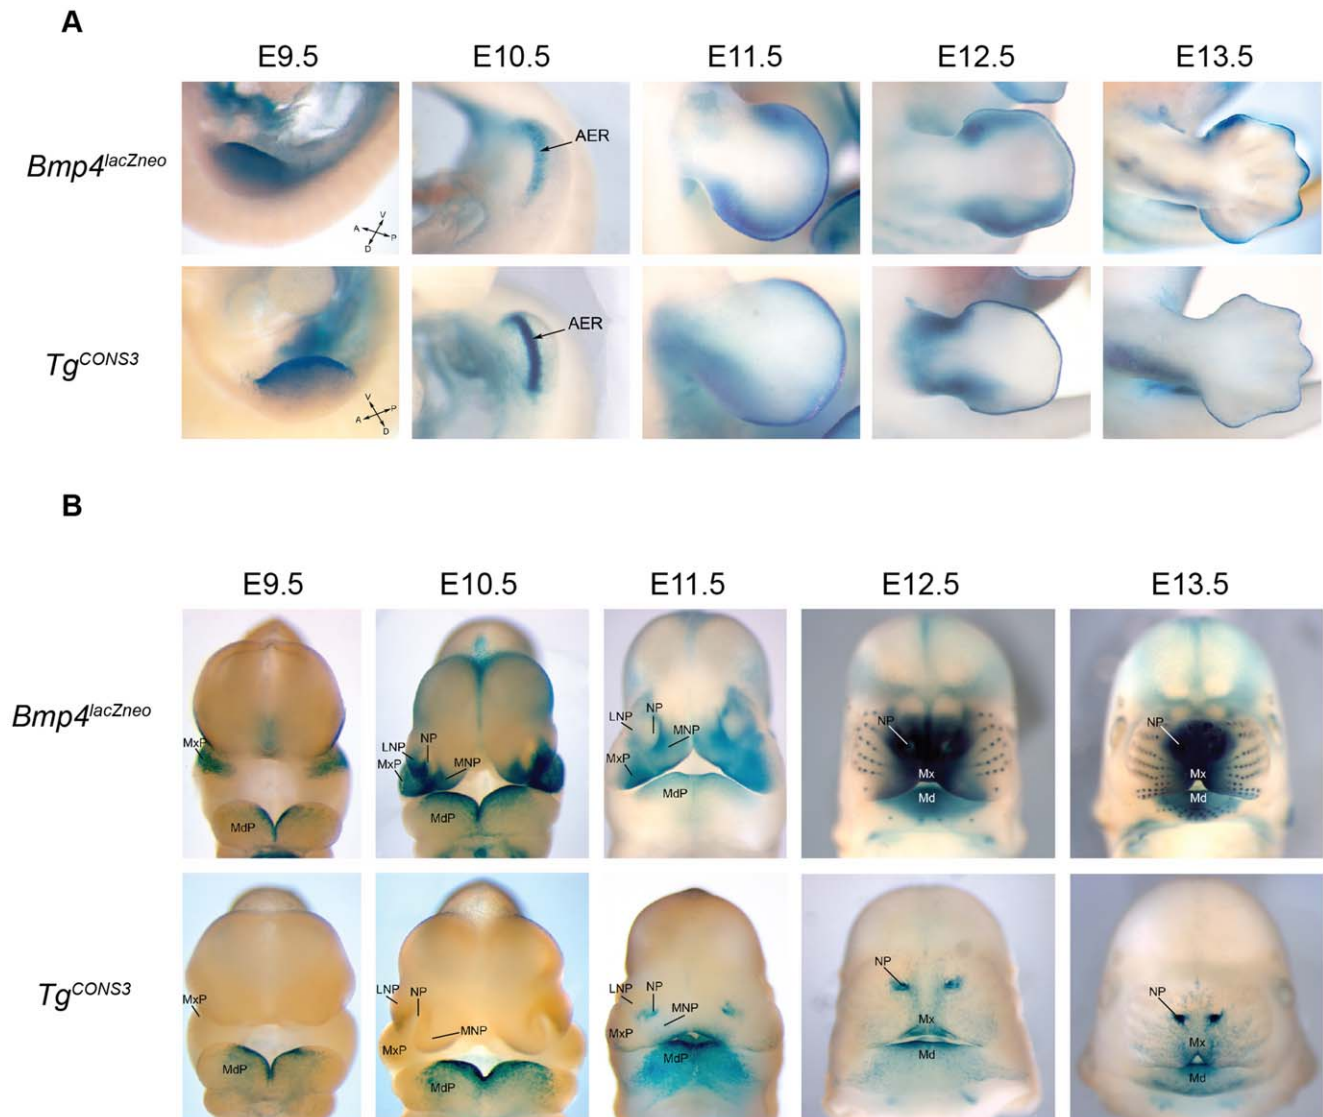 A
E9.5 E10.5 E11.5 E12.5 E13.5
Bmp4lacZneo
AER
V
A P
D
TgCONS3
AER
V
A P
D
B
E9.5 E10.5 E11.5 E12.5 E13.5
Bmp4lacZneo
MxP
MdP
LNP NP
MxP MNP
MdP
LNP NP
MNP
MxP
MdP
NP
Mx
Md
NP
Mx
Md
TgCONS3
MxP
MdP
LNP NP
MNP
MxP
MdP
LNP NP
MNP
MxP
MdP
NP
Mx
Md
NP
Mx
Md